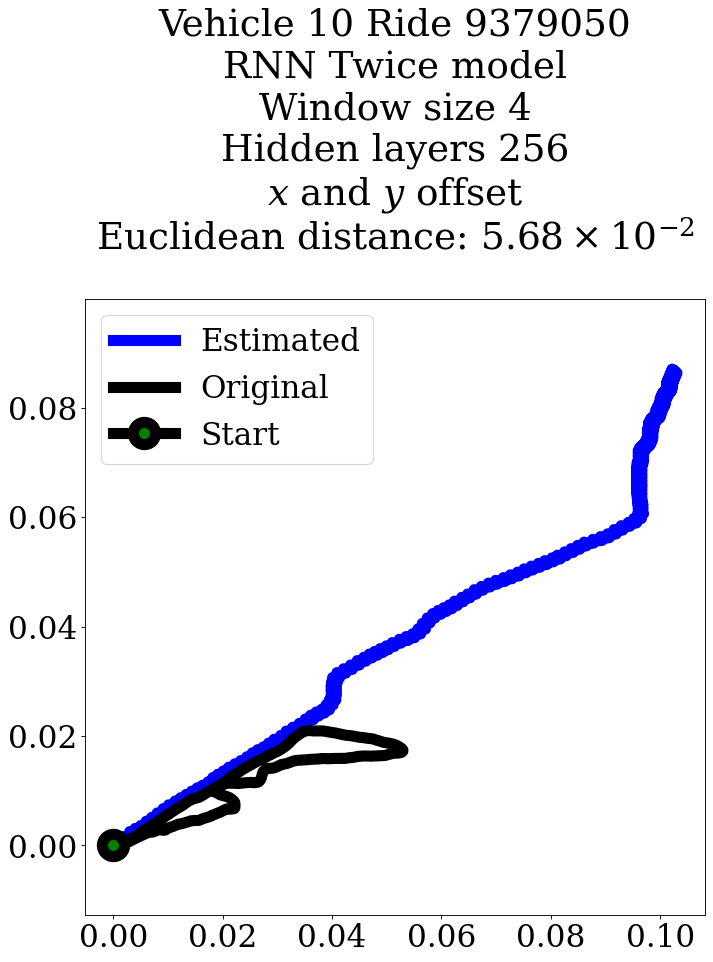 Vehicle 10 Ride 9379050
RNN Twice model
Window size 4
Hidden layers 256
x and y offset
Euclidean distance: 5.68 × 10⁻²
Estimated
Original
Start
0.08
0.06
0.04
0.02
0.00
0.00 0.02 0.04 0.06 0.08 0.10